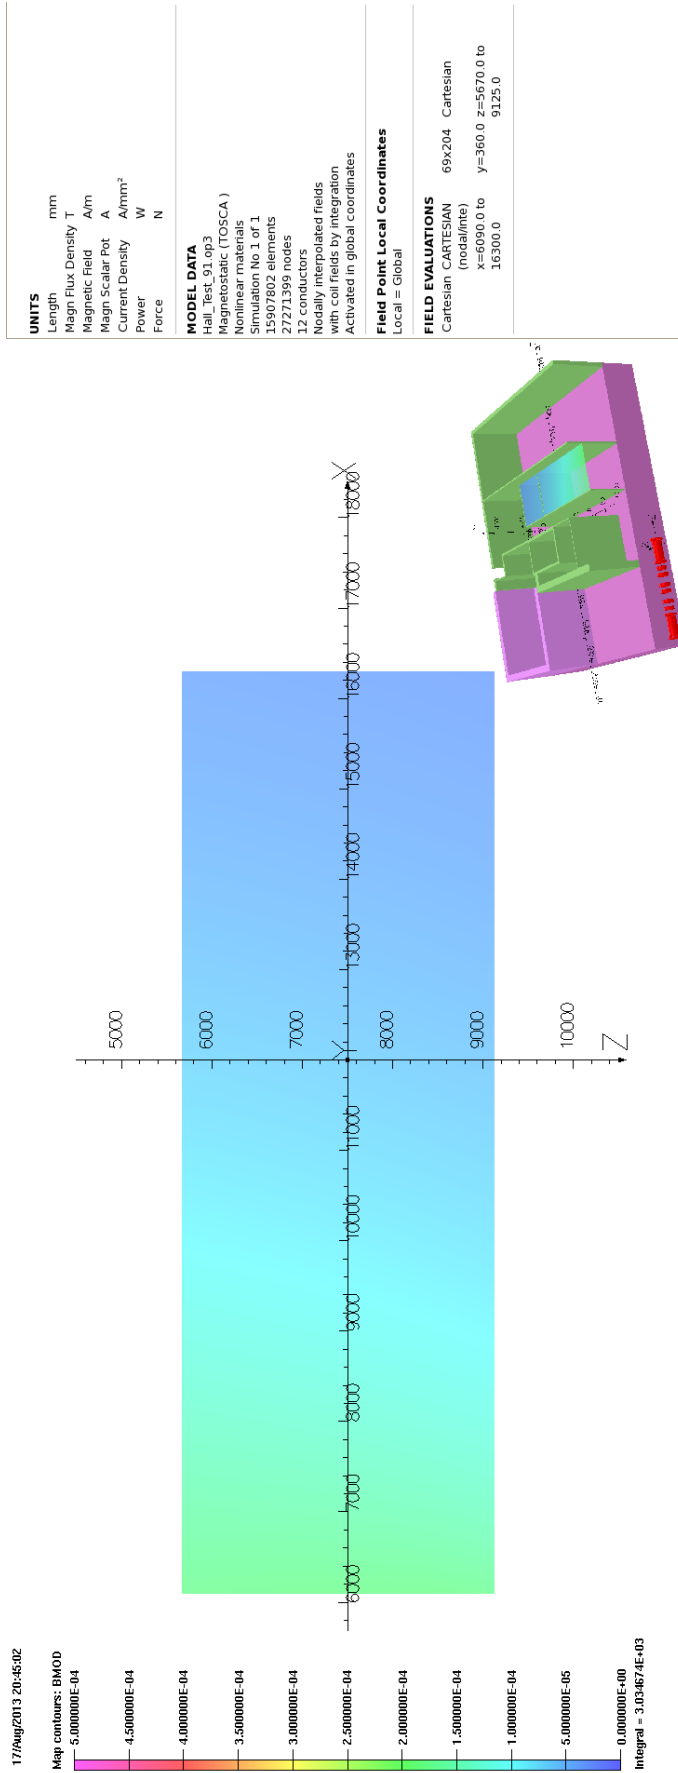 17/Aug/2013 20:45:02
Map contours: BMOD
5.000000E-04
4.500000E-04
4.000000E-04
3.500000E-04
3.000000E-04
2.500000E-04
2.000000E-04
1.500000E-04
1.000000E-04
5.000000E-05
0.000000E+00
Integral = 3.034674E+03
6000
7000
8000
9000
10000
11000
13000
14000
15000
16000
17000
18000
X
Y
5000
6000
7000
8000
9000
10000
Z
UNITS
Length mm
Magn Flux Density T
Magnetic Field A/m
Magn Scalar Pot A
Current Density A/mm²
Power W
Force N
MODEL DATA
Hall_Test_91.op3
Magnetostatic (TOSCA )
Nonlinear materials
Simulation No 1 of 1
15907802 elements
27271399 nodes
12 conductors
Nodally interpolated fields
with coil fields by integration
Activated in global coordinates
Field Point Local Coordinates
Local = Global
FIELD EVALUATIONS
Cartesian CARTESIAN 69x204 Cartesian
(nodal/inte)
x=6090.0 to y=360.0 z=5670.0 to
16300.0 9125.0